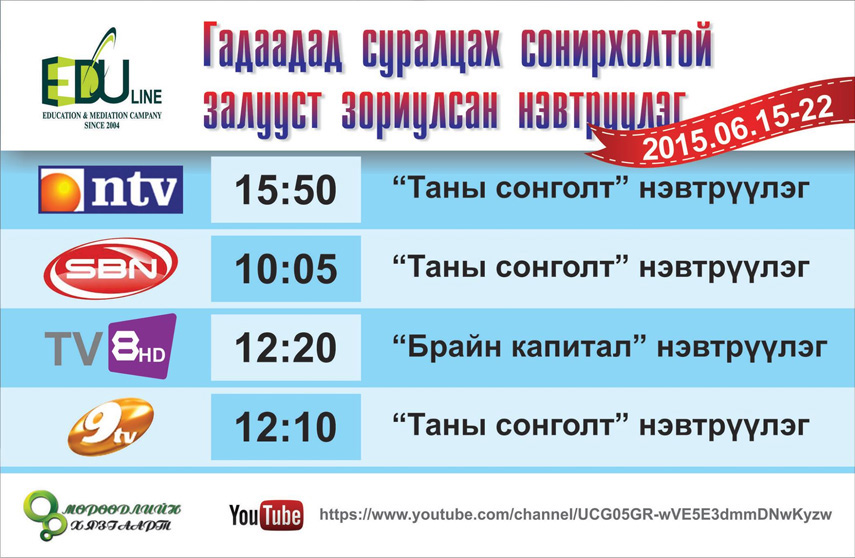 EDU LINE
EDUCATION & MEDIATION CAMPANY
SINCE 2004
Гадаадад суралцах сонирхолтой
залууст зориулсан нэвтрүүлэг
2015.06.15-22
ntv 15:50 “Таны сонголт” нэвтрүүлэг
SBN 10:05 “Таны сонголт” нэвтрүүлэг
TV 8 HD 12:20 “Брайн капитал” нэвтрүүлэг
9 tv 12:10 “Таны сонголт” нэвтрүүлэг
МӨРӨӨДЛИЙН
ХЯЗГААРТ
YouTube https://www.youtube.com/channel/UCG05GR-wVE5E3dmmDNwKyzw